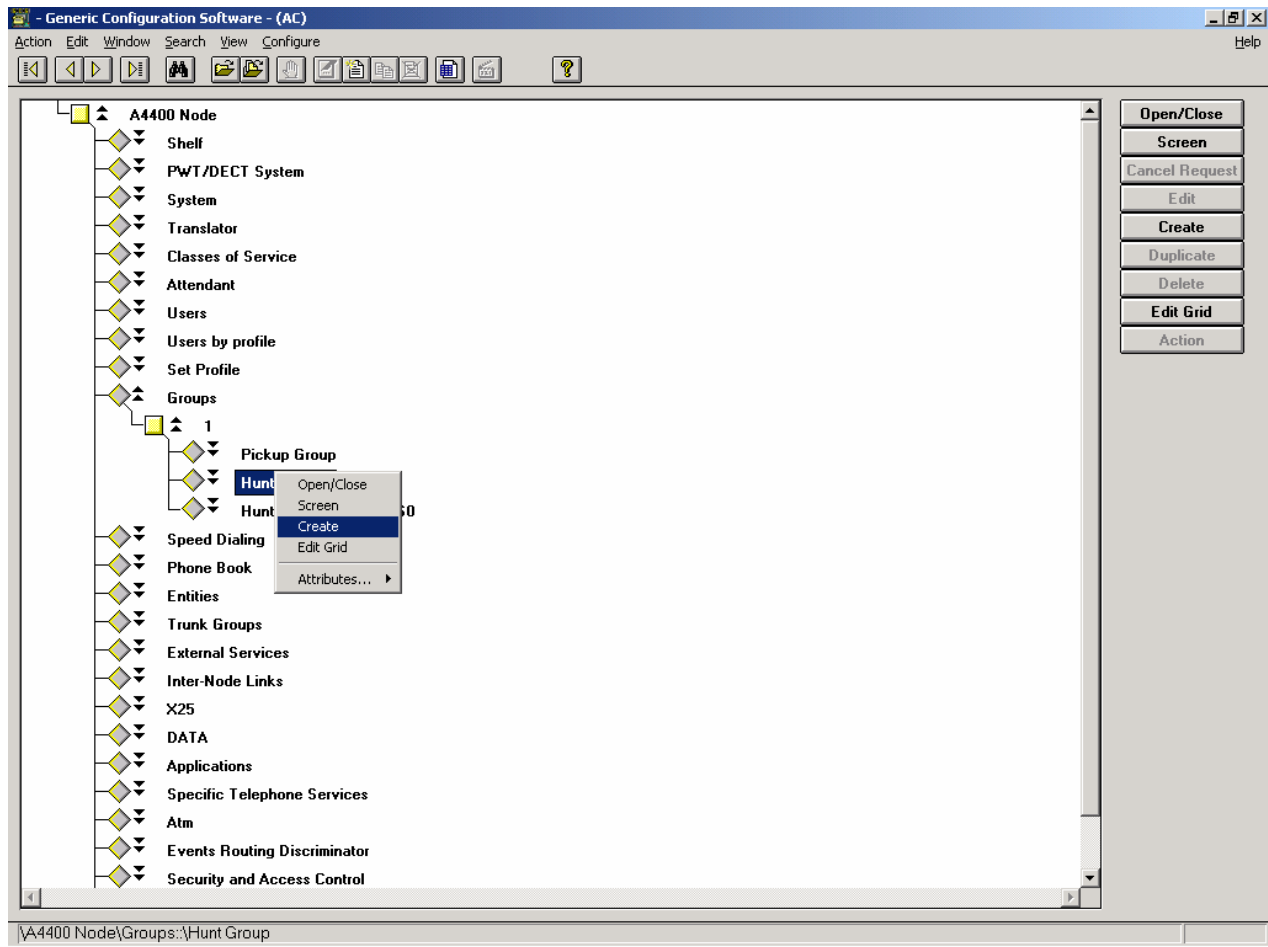 - Generic Configuration Software - (AC)
Action Edit Window Search View Configure Help
A4400 Node
Shelf
PWT/DECT System
System
Translator
Classes of Service
Attendant
Users
Users by profile
Set Profile
Groups
1
Pickup Group
Hunt
Hunt
Speed Dialing
Phone Book
Entities
Trunk Groups
External Services
Inter-Node Links
X25
DATA
Applications
Specific Telephone Services
Atm
Events Routing Discriminator
Security and Access Control
Open/Close
Screen
Create
Edit Grid
Attributes...
Open/Close
Screen
Cancel Request
Edit
Create
Duplicate
Delete
Edit Grid
Action
\A4400 Node\Groups::\Hunt Group